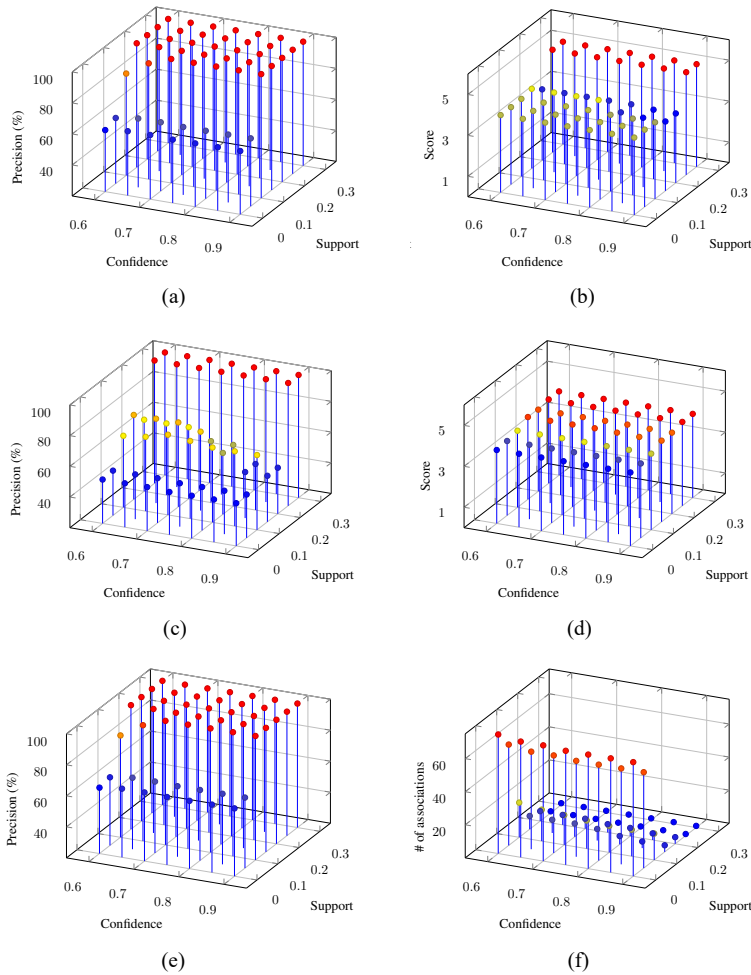 100
80
60
40
Precision (%)
0.6
0.7
0.8
0.9
Confidence
0
0.1
0.2
0.3
Support
(a)
5
3
1
Score
0.6
0.7
0.8
0.9
Confidence
0
0.1
0.2
0.3
Support
(b)
100
80
60
40
Precision (%)
0.6
0.7
0.8
0.9
Confidence
0
0.1
0.2
0.3
Support
(c)
5
3
1
Score
0.6
0.7
0.8
0.9
Confidence
0
0.1
0.2
0.3
Support
(d)
100
80
60
40
Precision (%)
0.6
0.7
0.8
0.9
Confidence
0
0.1
0.2
0.3
Support
(e)
60
40
20
# of associations
0.6
0.7
0.8
0.9
Confidence
0
0.1
0.2
0.3
Support
(f)